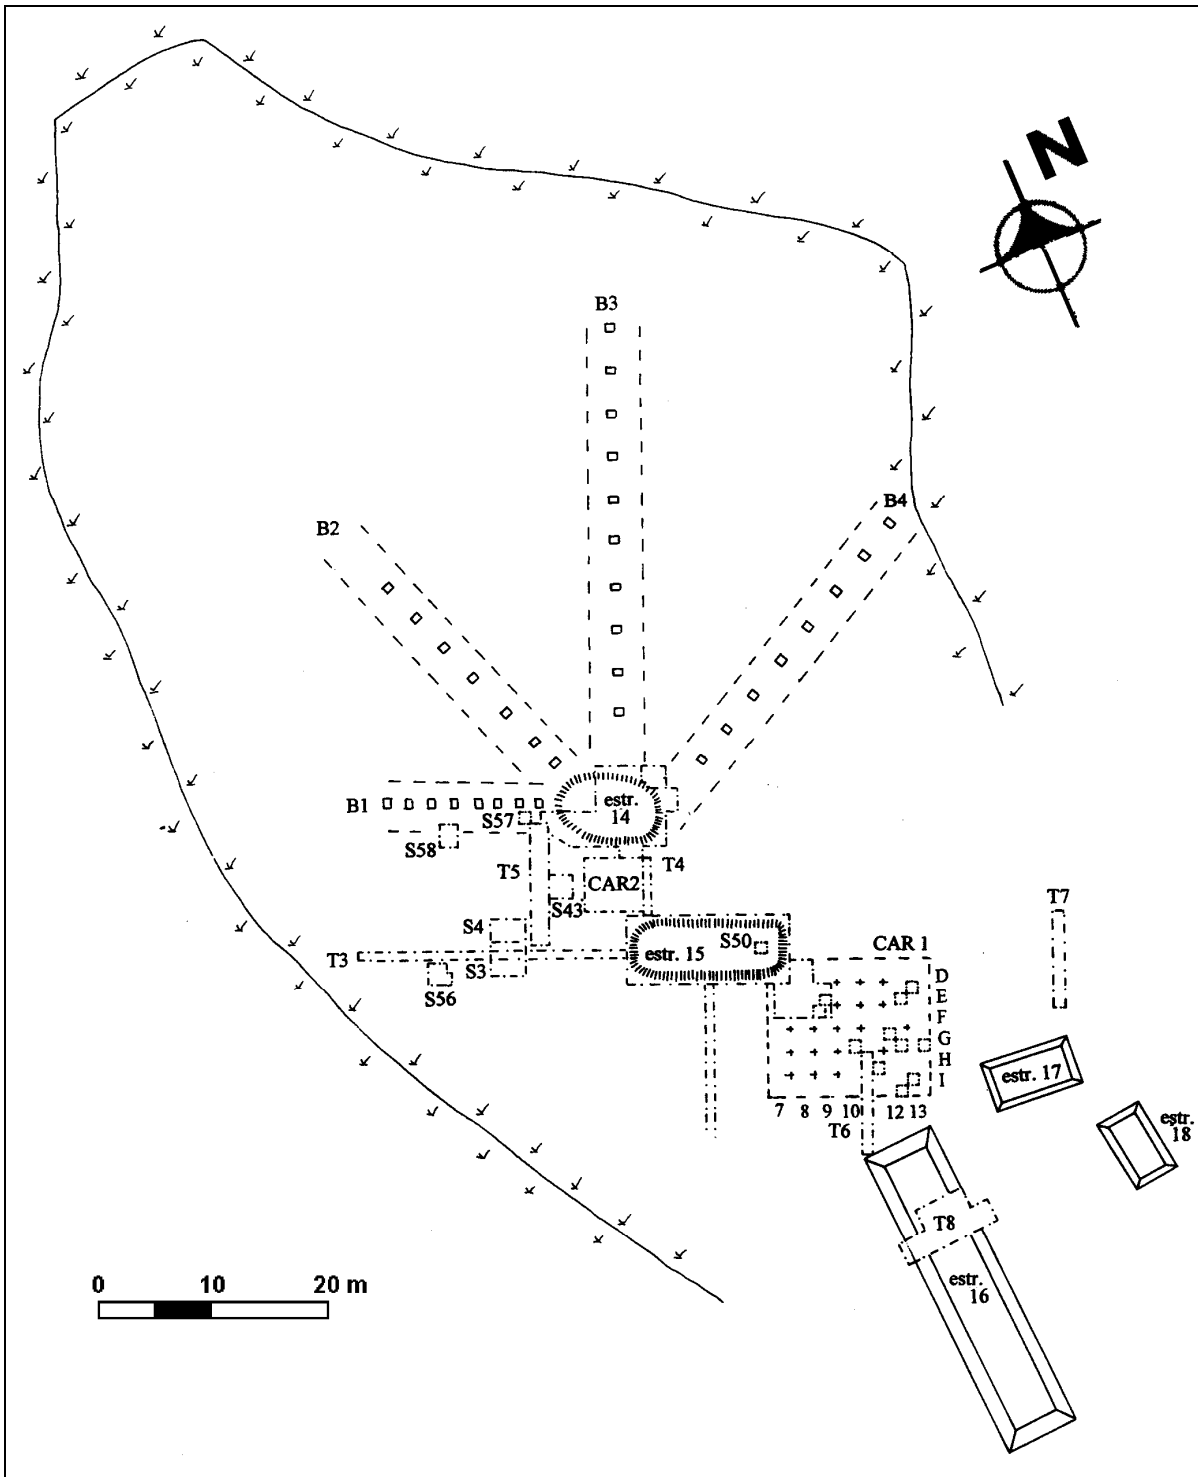 N
B3
B4
B2
B1
estr.
14
S57
S58
T5
T4
CAR2
S43
S4
S50
T7
CAR 1
T3
estr. 15
S3
S56
D
E
F
G
H
I
estr. 17
7 8 9 10 12 13
T6
estr.
18
T8
estr.
16
0 10 20 m